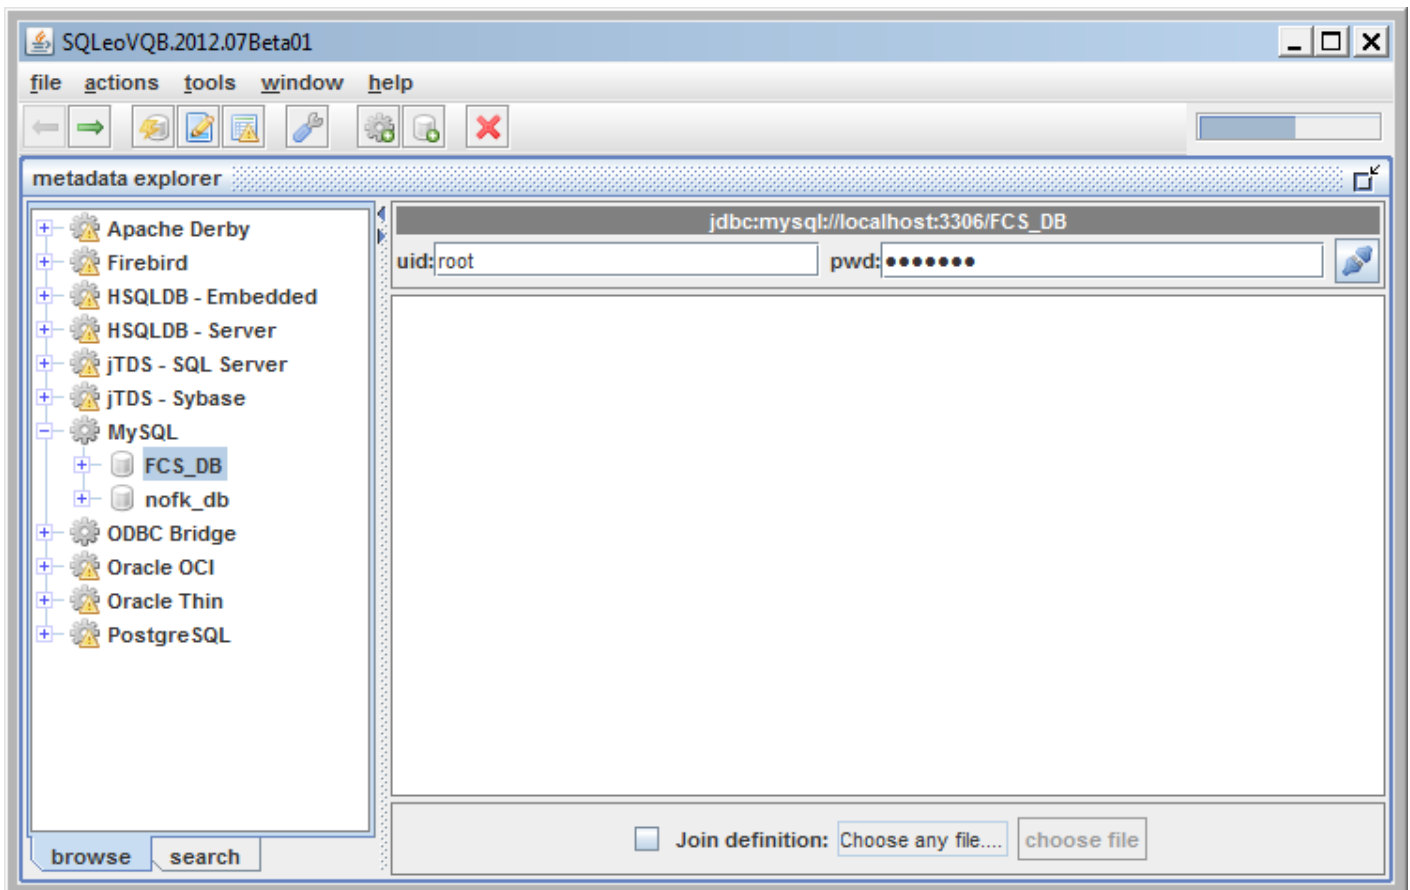 SQLeoVQB.2012.07Beta01
file actions tools window help
metadata explorer
Apache Derby
Firebird
HSQLDB - Embedded
HSQLDB - Server
jTDS - SQL Server
jTDS - Sybase
MySQL
FCS_DB
nofk_db
ODBC Bridge
Oracle OCI
Oracle Thin
PostgreSQL
browse search
jdbc:mysql://localhost:3306/FCS_DB
uid: root pwd: ●●●●●●●
Join definition: Choose any file.... choose file